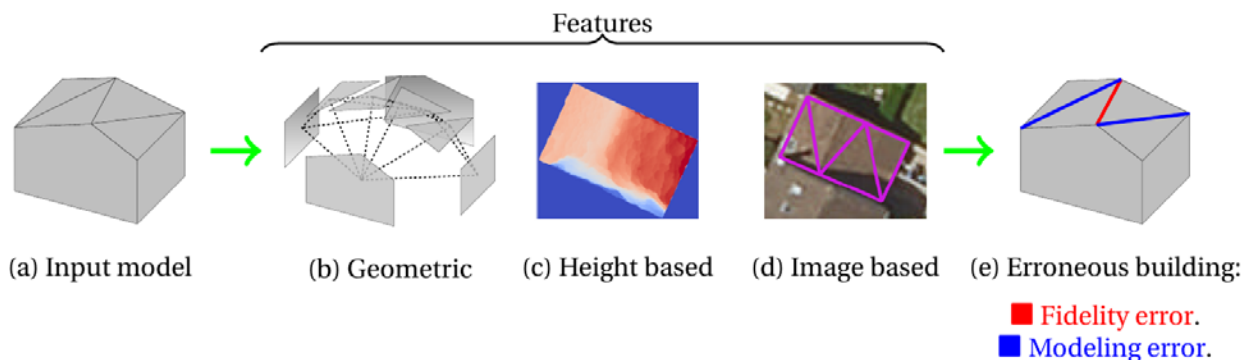 Features
(a) Input model
(b) Geometric
(c) Height based
(d) Image based
(e) Erroneous building:
Fidelity error.
Modeling error.